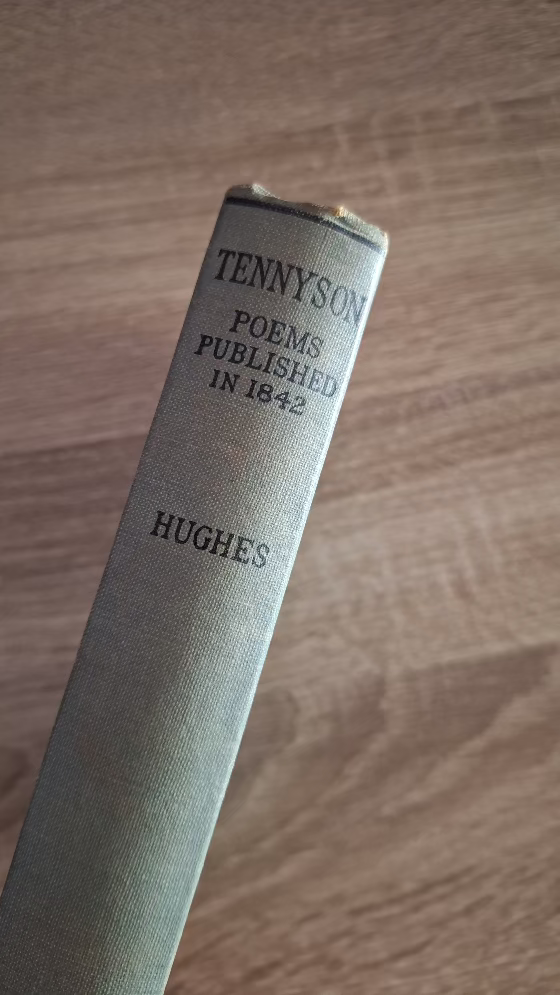 TENNYSON
POEMS
PUBLISHED
IN 1842
HUGHES